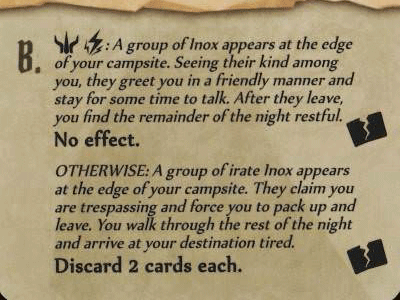 B. : A group of Inox appears at the edge
of your campsite. Seeing their kind among
you, they greet you in a friendly manner and
stay for some time to talk. After they leave,
you find the remainder of the night restful.
No effect.
OTHERWISE: A group of irate Inox appears
at the edge of your campsite. They claim you
are trespassing and force you to pack up and
leave. You walk through the rest of the night
and arrive at your destination tired.
Discard 2 cards each.